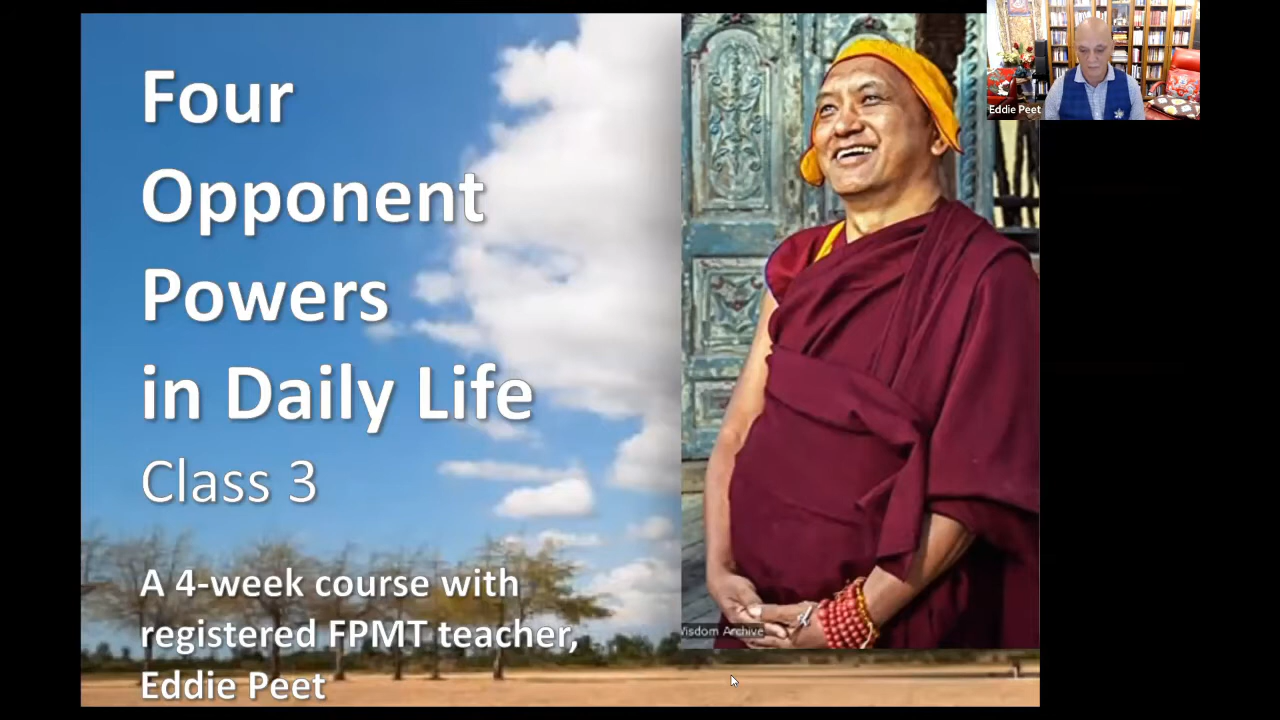 Four
Opponent
Powers
in Daily Life
Class 3
A 4-week course with
registered FPMT teacher,
Eddie Peet
Wisdom Archive
Eddie Peet